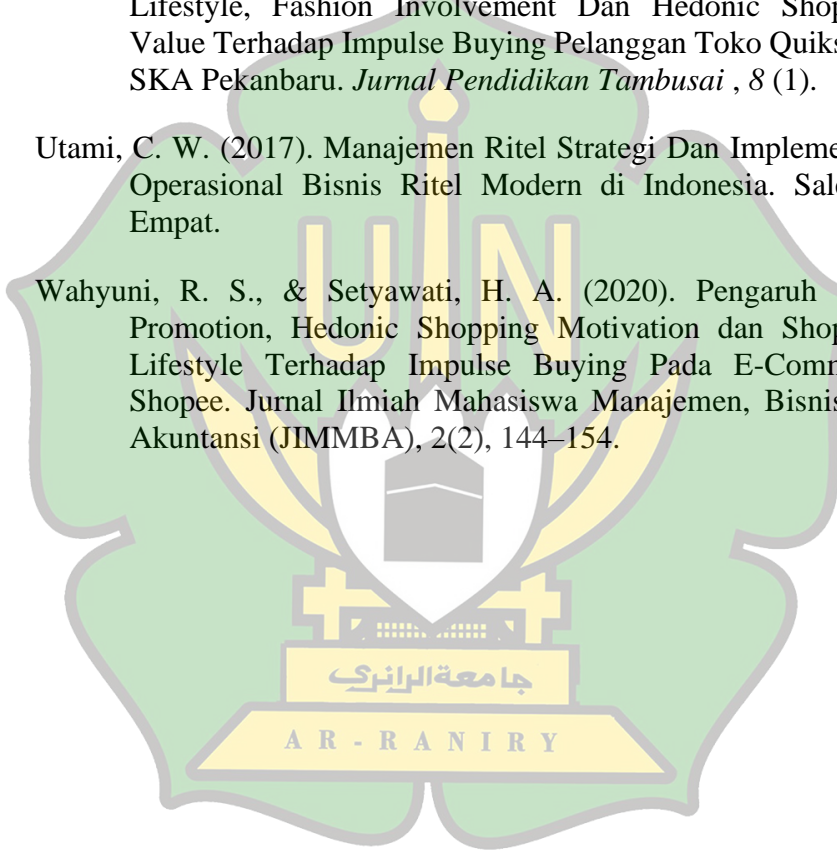 Lifestyle, Fashion Involvement Dan Hedonic Shop
Value Terhadap Impulse Buying Pelanggan Toko Quiks
SKA Pekanbaru. Jurnal Pendidikan Tambusai , 8 (1).
Utami, C. W. (2017). Manajemen Ritel Strategi Dan Impleme
Operasional Bisnis Ritel Modern di Indonesia. Sal
Empat.
Wahyuni, R. S., & Setyawati, H. A. (2020). Pengaruh
Promotion, Hedonic Shopping Motivation dan Shop
Lifestyle Terhadap Impulse Buying Pada E-Comm
Shopee. Jurnal Ilmiah Mahasiswa Manajemen, Bisnis
Akuntansi (JIMMBA), 2(2), 144–154.
UIN
جامعةالرانري
AR-RANIRY